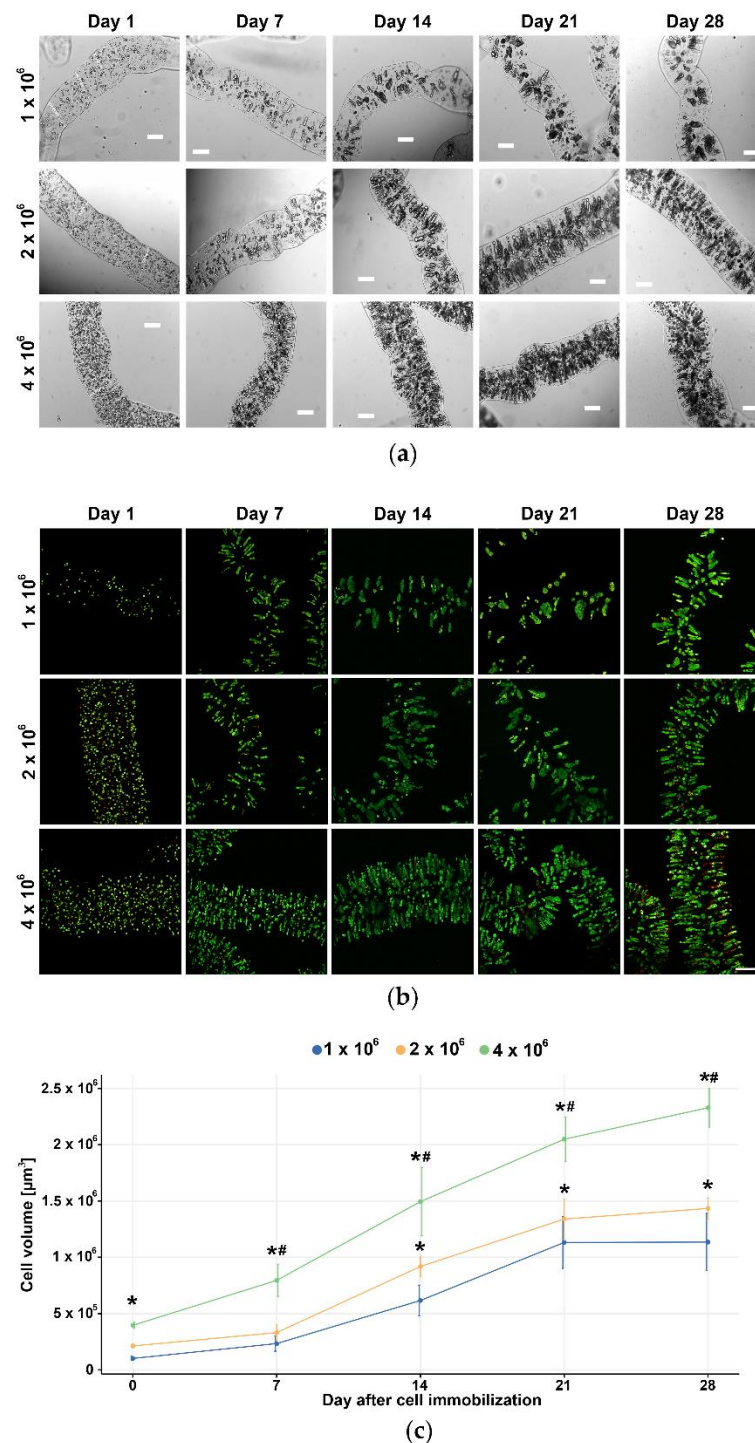 Day 1 Day 7 Day 14 Day 21 Day 28
1 x 10⁶
2 x 10⁶
4 x 10⁶
(a)
Day 1 Day 7 Day 14 Day 21 Day 28
1 x 10⁶
2 x 10⁶
4 x 10⁶
(b)
1 x 10⁶ 2 x 10⁶ 4 x 10⁶
2.5 x 10⁶
2 x 10⁶
1.5 x 10⁶
1 x 10⁶
5 x 10⁵
0
Cell volume [µm³]
*
*#
*#
*
*#
*
*#
*
0 7 14 21 28
Day after cell immobilization
(c)